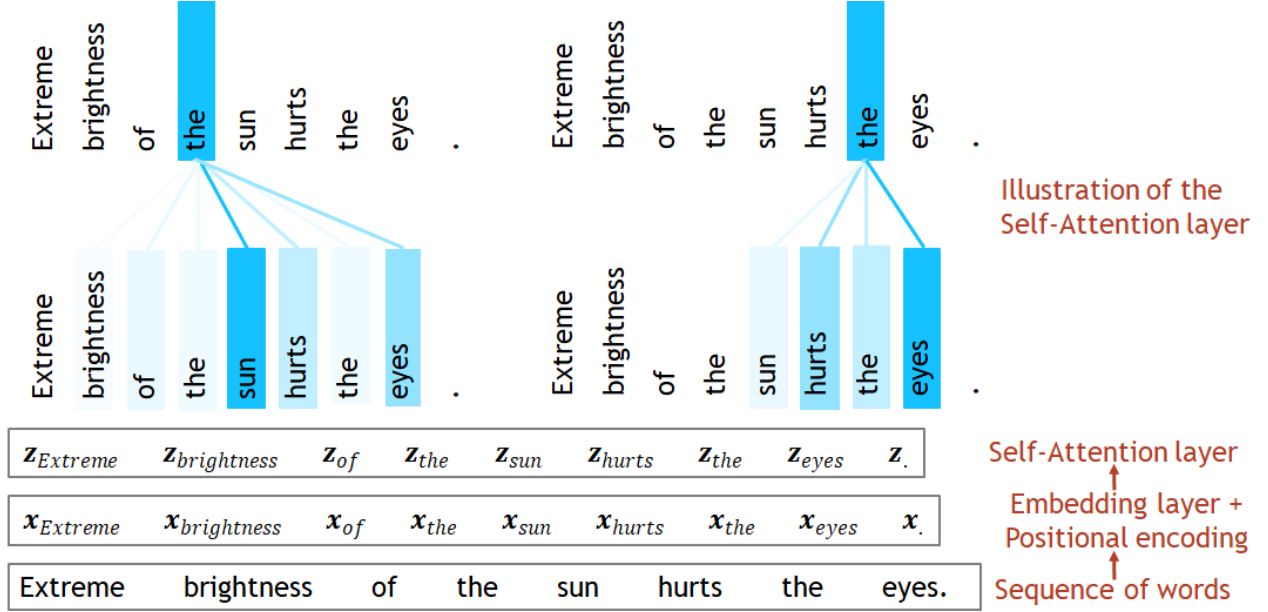 Extreme brightness of the sun hurts the eyes .
Extreme brightness of the sun hurts the eyes .
Illustration of the
Self-Attention layer
Extreme brightness of the sun hurts the eyes .
Extreme brightness of the sun hurts the eyes .
z_Extreme z_brightness z_of z_the z_sun z_hurts z_the z_eyes z_.
Self-Attention layer
x_Extreme x_brightness x_of x_the x_sun x_hurts x_the x_eyes x_.
Embedding layer +
Positional encoding
Extreme brightness of the sun hurts the eyes.
Sequence of words